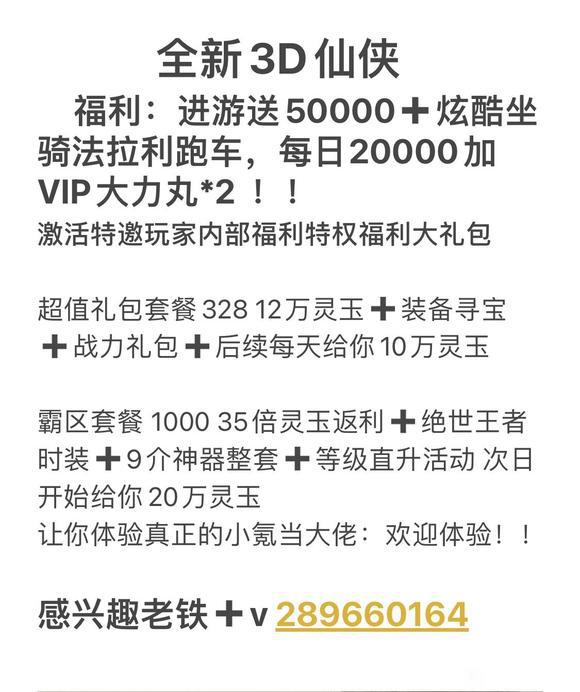 全新3D仙侠
福利：进游送50000➕炫酷坐
骑法拉利跑车，每日20000加
VIP大力丸*2 ！！
激活特邀玩家内部福利特权福利大礼包
超值礼包套餐328 12万灵玉➕装备寻宝
➕战力礼包➕后续每天给你10万灵玉
霸区套餐 1000 35倍灵玉返利➕绝世王者
时装➕9介神器整套➕等级直升活动 次日
开始给你20万灵玉
让你体验真正的小氪当大佬：欢迎体验！！
感兴趣老铁➕v 289660164